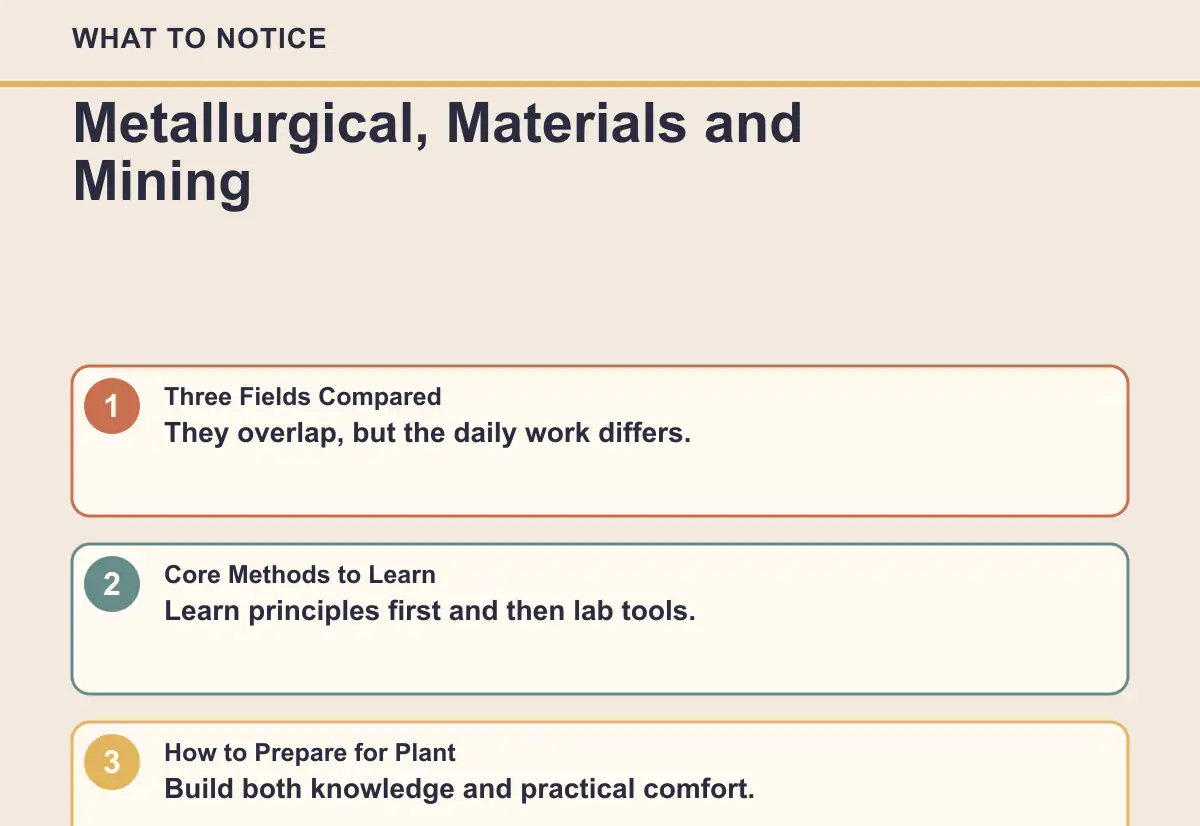 WHAT TO NOTICE
Metallurgical, Materials and
Mining
1
Three Fields Compared
They overlap, but the daily work differs.
2
Core Methods to Learn
Learn principles first and then lab tools.
3
How to Prepare for Plant
Build both knowledge and practical comfort.